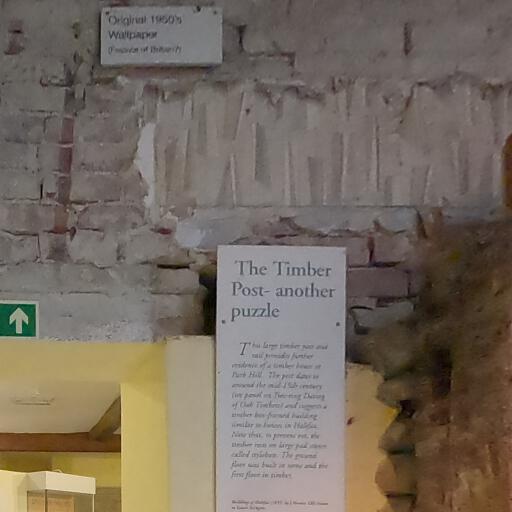 Original 1950's
Wallpaper
(Festival of Britain?)
The Timber
Post- another
puzzle
This large timber post and
rail provides further
evidence of a timber house at
Park Hill. The post dates to
around the mid-15th century
(see panel on Tree-ring Dating
of Oak Timbers) and suggests a
timber box-framed building
similar to houses in Halifax.
Note that, to prevent rot, the
timber rests on large pad stones
called stylobats. The ground
floor was built in stone and the
first floor in timber.